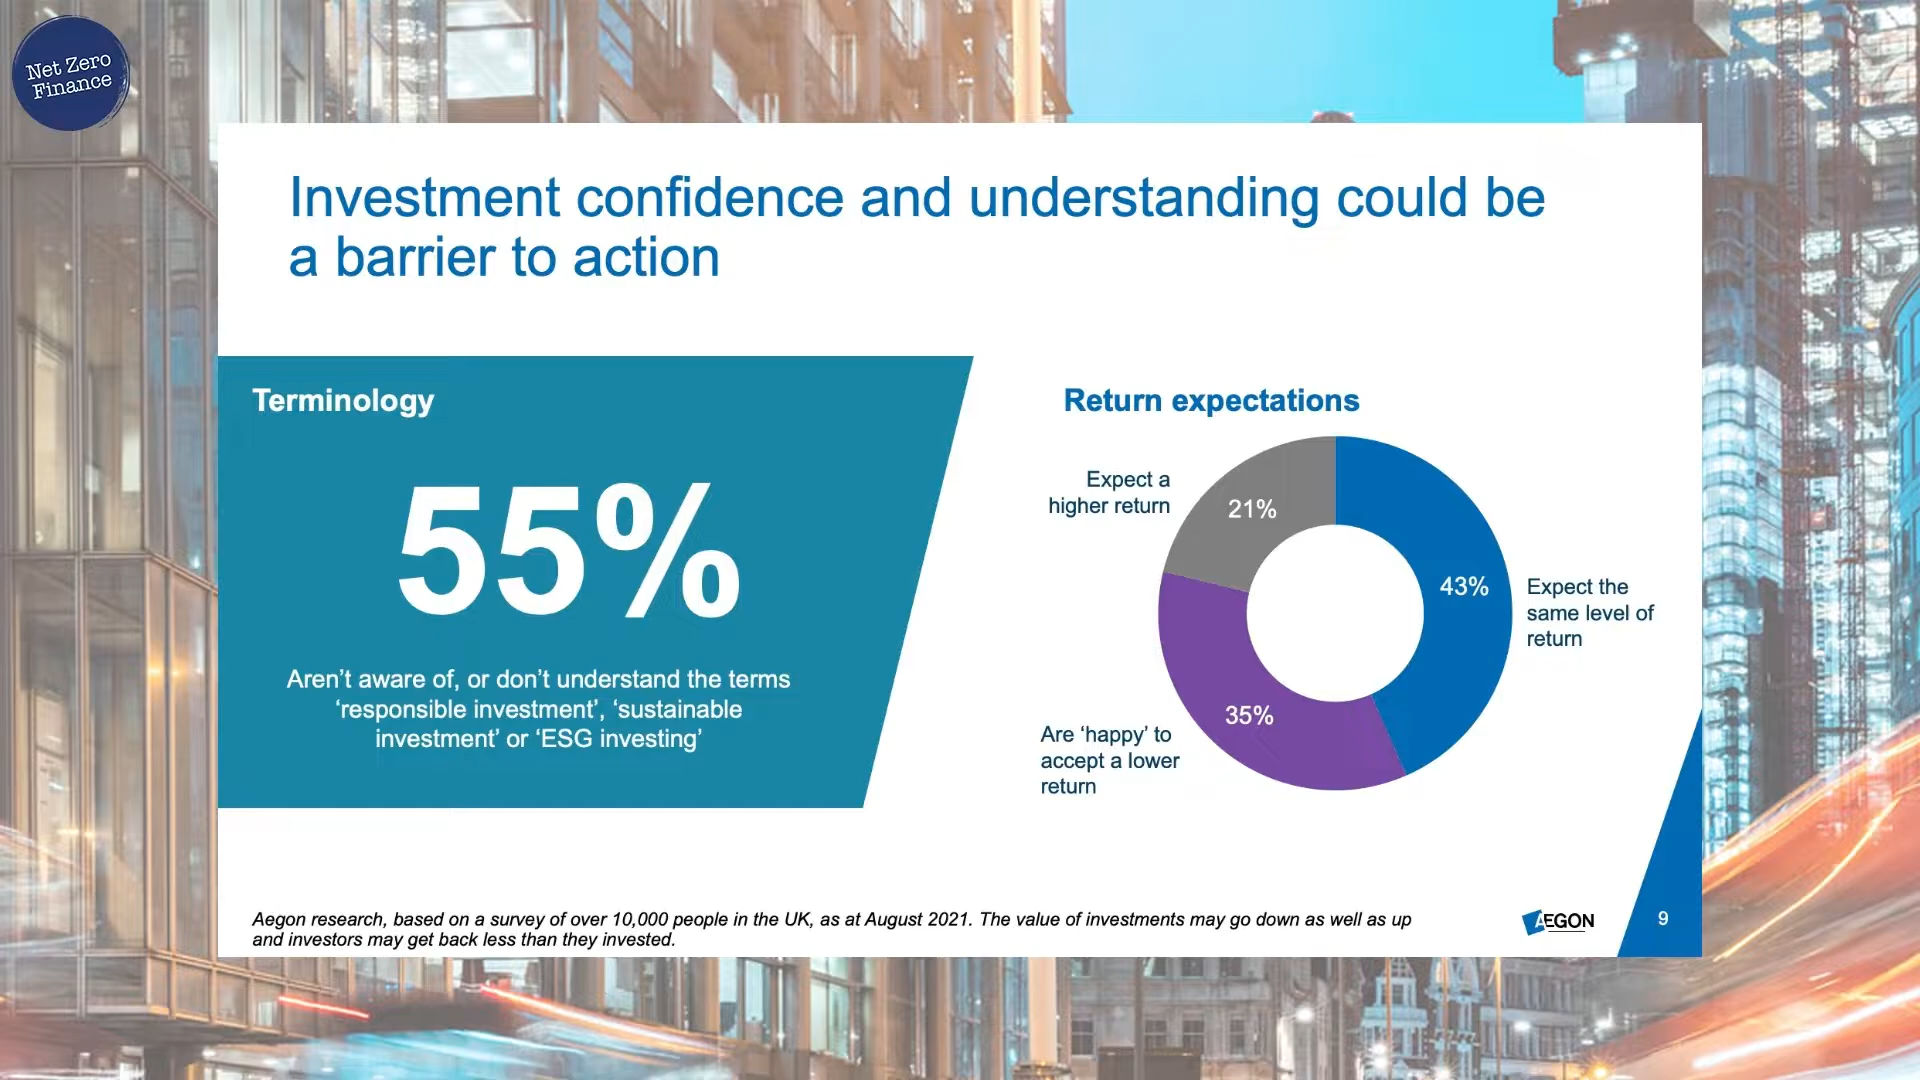 Net Zero
Finance
Investment confidence and understanding could be
a barrier to action
Terminology
55%
Aren’t aware of, or don’t understand the terms
‘responsible investment’, ‘sustainable
investment’ or ‘ESG investing’
Return expectations
Expect a
higher return
21%
43%
Expect the
same level of
return
35%
Are ‘happy’ to
accept a lower
return
Aegon research, based on a survey of over 10,000 people in the UK, as at August 2021. The value of investments may go down as well as up
and investors may get back less than they invested.
AEGON
9